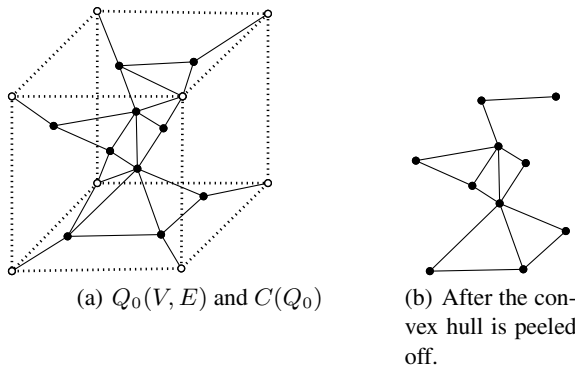 (a) Q₀(V, E) and C(Q₀)
(b) After the con-
vex hull is peeled
off.